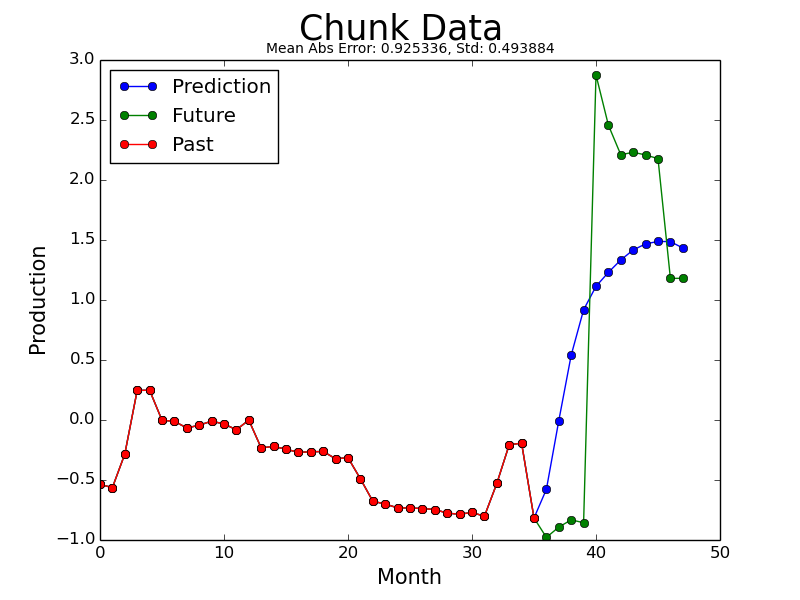 Chunk Data
Mean Abs Error: 0.925336, Std: 0.493884
3.0
2.5
2.0
1.5
1.0
0.5
0.0
−0.5
−1.0
Prediction
Future
Past
Production
0 10 20 30 40 50
Month